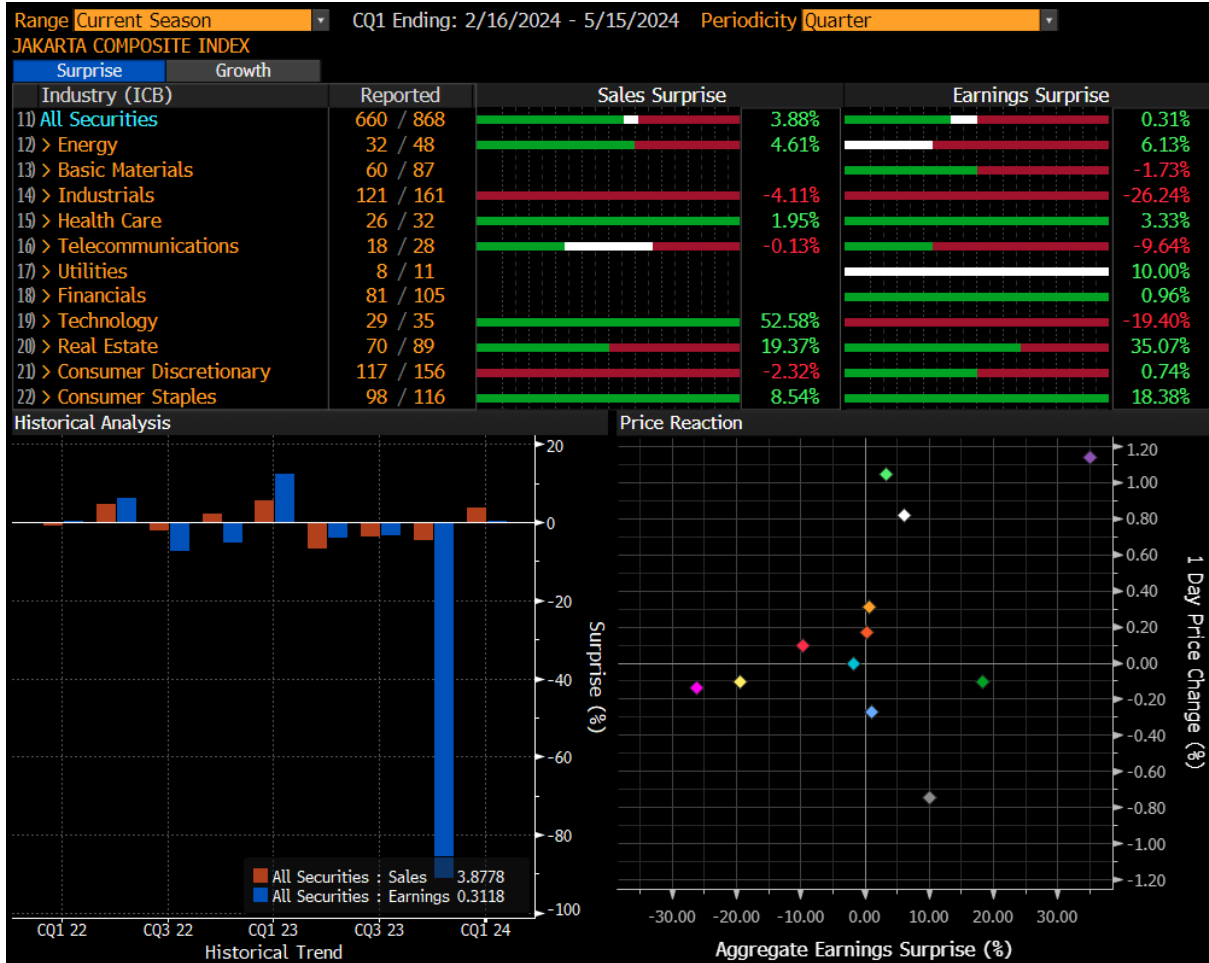 Range Current Season CQ1 Ending: 2/16/2024 - 5/15/2024 Periodicity Quarter
JAKARTA COMPOSITE INDEX
Surprise Growth
Industry (ICB) Reported Sales Surprise Earnings Surprise
11) All Securities 660 / 868 3.88% 0.31%
12) > Energy 32 / 48 4.61% 6.13%
13) > Basic Materials 60 / 87 -1.73%
14) > Industrials 121 / 161 -4.11% -26.24%
15) > Health Care 26 / 32 1.95% 3.33%
16) > Telecommunications 18 / 28 -0.13% -9.64%
17) > Utilities 8 / 11 10.00%
18) > Financials 81 / 105 0.96%
19) > Technology 29 / 35 52.58% -19.40%
20) > Real Estate 70 / 89 19.37% 35.07%
21) > Consumer Discretionary 117 / 156 -2.32% 0.74%
22) > Consumer Staples 98 / 116 8.54% 18.38%
Historical Analysis
20
0
-20
-40
-60
-80
-100
Surprise (%)
All Securities : Sales 3.8778
All Securities : Earnings 0.3118
CQ1 22 CQ3 22 CQ1 23 CQ3 23 CQ1 24
Historical Trend
Price Reaction
1.20
1.00
0.80
0.60
0.40
0.20
0.00
-0.20
-0.40
-0.60
-0.80
-1.00
-1.20
1 Day Price Change (%)
-30.00 -20.00 -10.00 0.00 10.00 20.00 30.00
Aggregate Earnings Surprise (%)